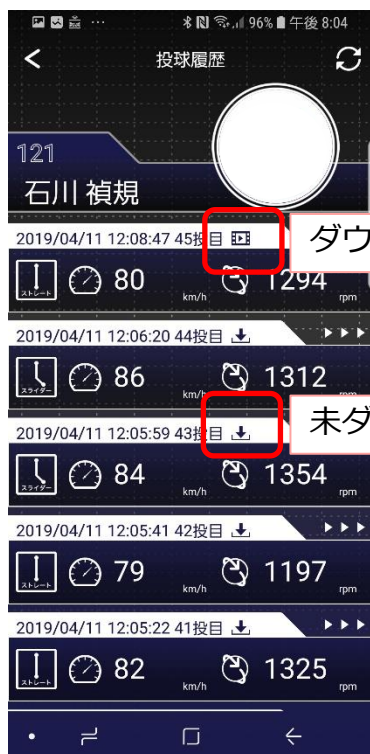 96% 午後 8:04
投球履歴
121
石川 禎規
2019/04/11 12:08:47 45投目
ダウ
ストレート 80 km/h 1294 rpm
2019/04/11 12:06:20 44投目
スライダー 86 km/h 1312 rpm
2019/04/11 12:05:59 43投目
未ダ
スライダー 84 km/h 1354 rpm
2019/04/11 12:05:41 42投目
ストレート 79 km/h 1197 rpm
2019/04/11 12:05:22 41投目
ストレート 82 km/h 1325 rpm